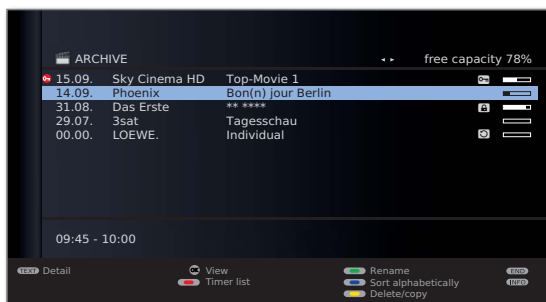 ARCHIVE free capacity 78%
15.09. Sky Cinema HD Top-Movie 1
14.09. Phoenix Bon(n) jour Berlin
31.08. Das Erste ** ****
29.07. 3sat Tagesschau
00.00. LOEWE. Individual
09:45 - 10:00
TEXT Detail OK View Rename END
Timer list Sort alphabetically INFO
Delete/copy